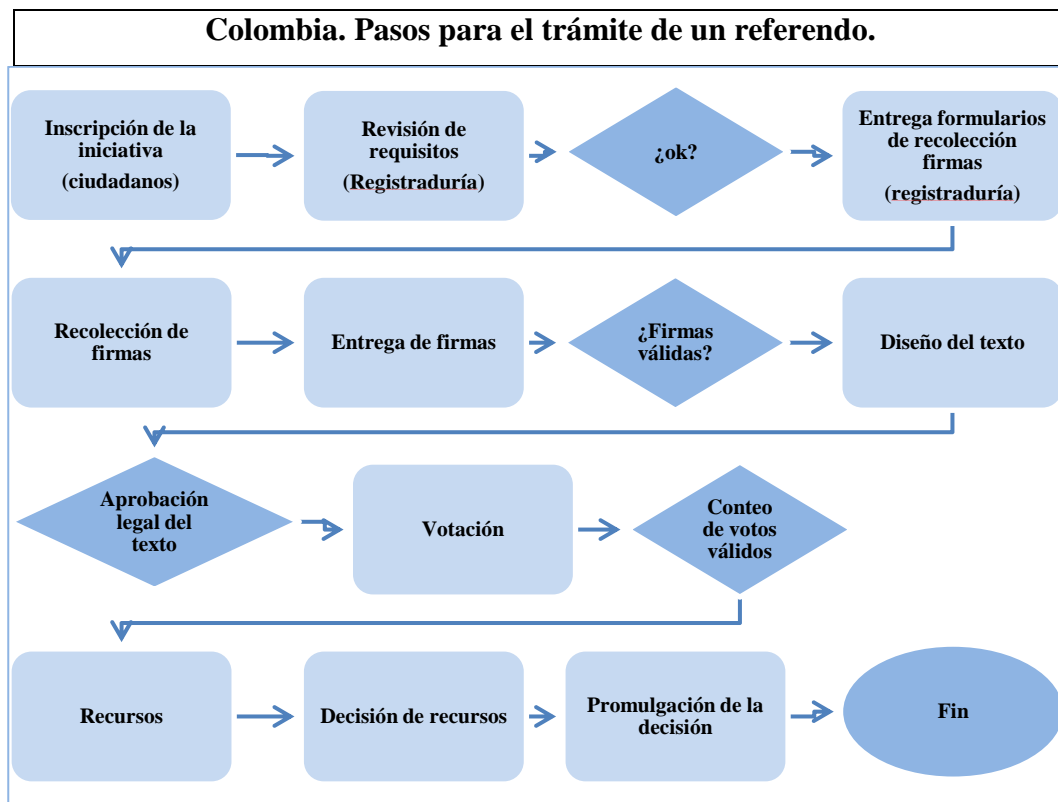 Colombia. Pasos para el trámite de un referendo.
Inscripción de la
iniciativa
(ciudadanos)
Revisión de
requisitos
(Registraduría)
¿ok?
Entrega formularios
de recolección
firmas
(registraduría)
Recolección de
firmas
Entrega de firmas
¿Firmas
válidas?
Diseño del texto
Aprobación
legal del
texto
Votación
Conteo
de votos
válidos
Recursos
Decisión de recursos
Promulgación de la
decisión
Fin